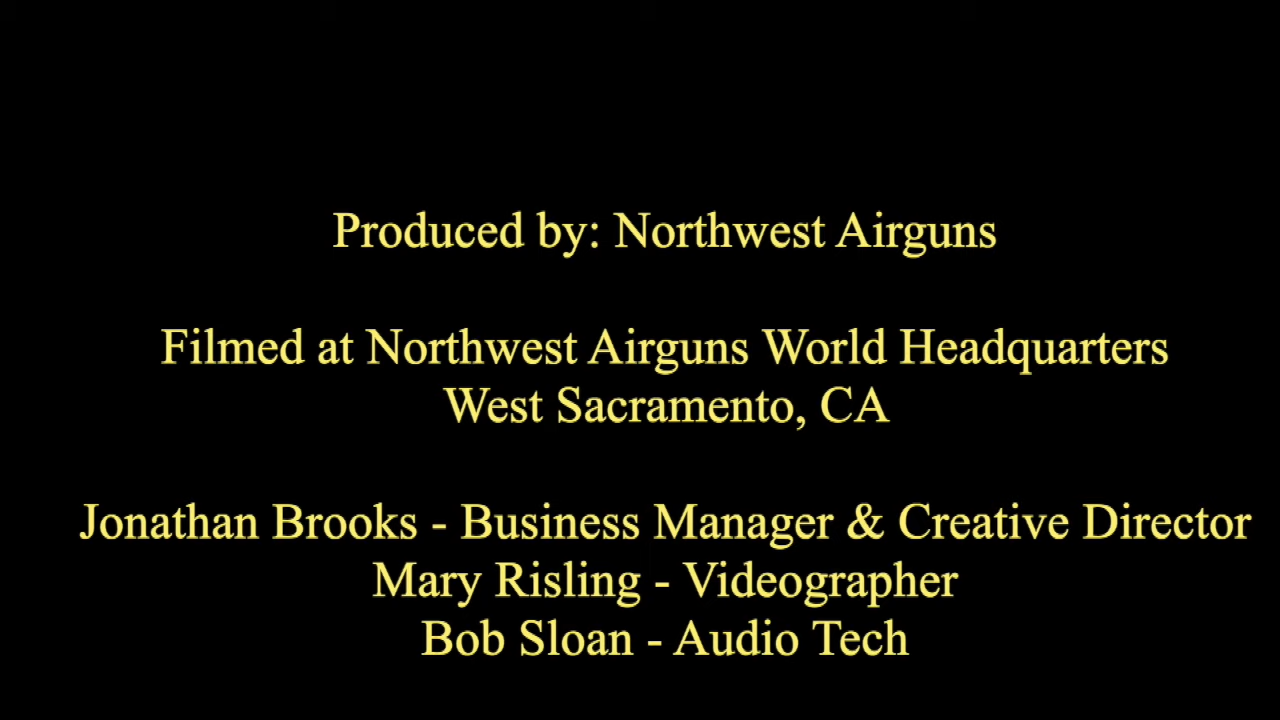 Produced by: Northwest Airguns
Filmed at Northwest Airguns World Headquarters
West Sacramento, CA
Jonathan Brooks - Business Manager & Creative Director
Mary Risling - Videographer
Bob Sloan - Audio Tech